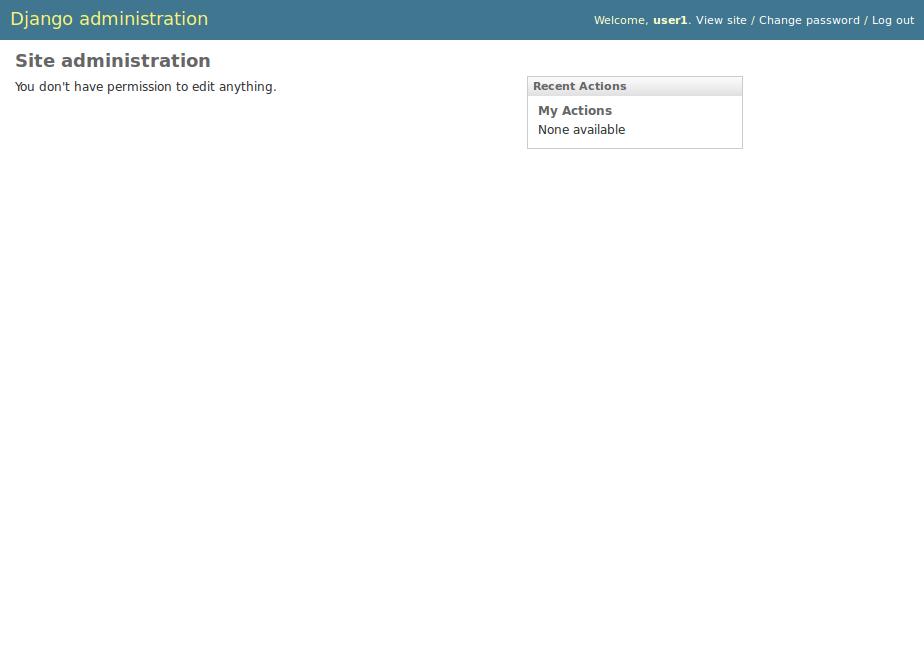 Django administration
Welcome, user1. View site / Change password / Log out
Site administration
You don't have permission to edit anything.
Recent Actions
My Actions
None available